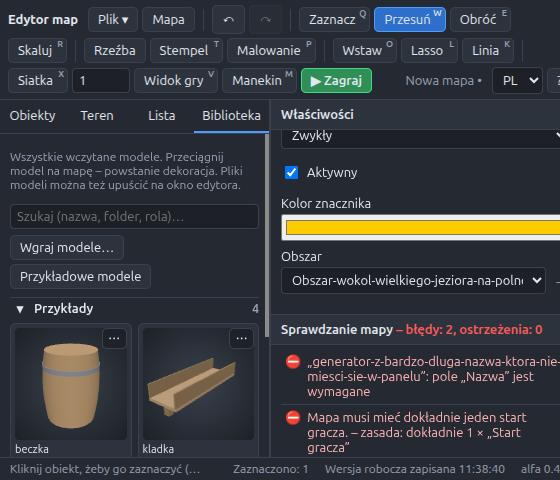 Edytor map Plik ▾ Mapa Zaznacz Q Przesuń W Obróć E
Skaluj R Rzeźba Stempel T Malowanie P Wstaw O Lasso L Linia K
Siatka X 1 Widok gry V Manekin M ▶ Zagraj Nowa mapa • PL ?
Obiekty Teren Lista Biblioteka
Wszystkie wczytane modele. Przeciągnij
model na mapę – powstanie dekoracja. Pliki
modeli można też upuścić na okno edytora.
Szukaj (nazwa, folder, rola)…
Wgraj modele…
Przykładowe modele
▼ Przykłady 4
beczka
kładka
Właściwości
Zwykły
Aktywny
Kolor znacznika
Obszar
Obszar-wokol-wielkiego-jeziora-na-polno
Sprawdzanie mapy – błędy: 2, ostrzeżenia: 0
„generator-z-bardzo-dluga-nazwa-ktora-nie-
miesci-sie-w-panelu”: pole „Nazwa” jest
wymagane
Mapa musi mieć dokładnie jeden start
gracza. – zasada: dokładnie 1 × „Start
gracza”
Kliknij obiekt, żeby go zaznaczyć (… Zaznaczono: 1 Wersja robocza zapisana 11:38:40 alfa 0.4